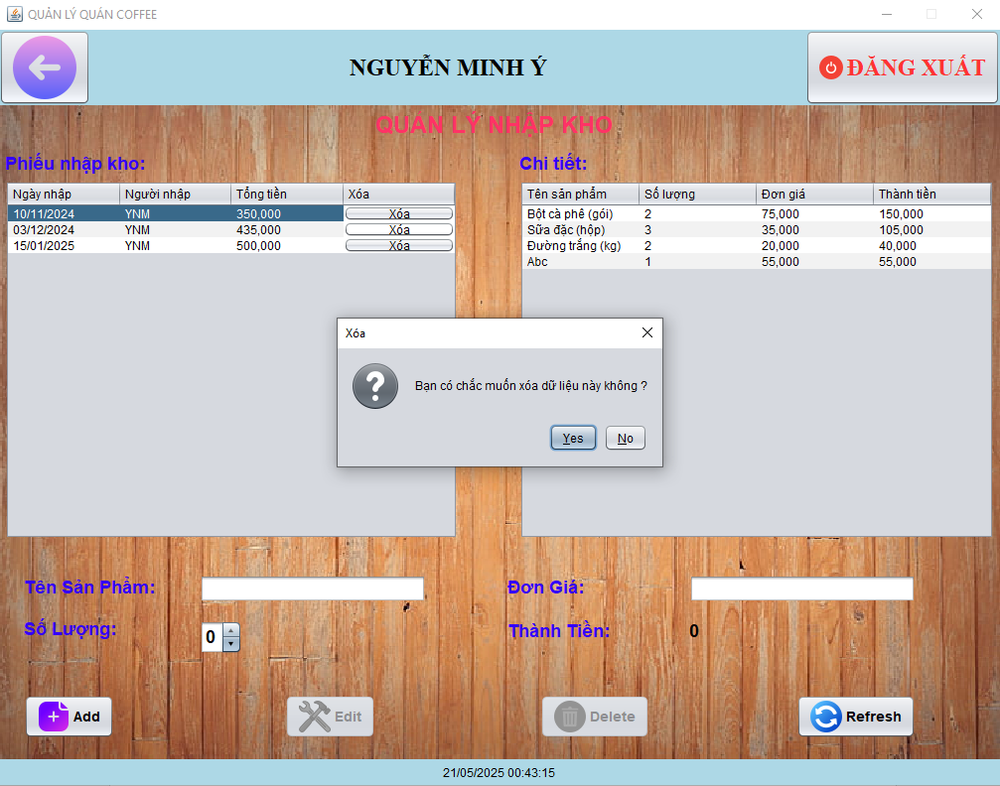 QUẢN LÝ QUÁN COFFEE
NGUYỄN MINH Ý
ĐĂNG XUẤT
QUẢN LÝ NHẬP KHO
Phiếu nhập kho:
Chi tiết:
Ngày nhập Người nhập Tổng tiền Xóa
10/11/2024 YNM 350,000 Xóa
03/12/2024 YNM 435,000 Xóa
15/01/2025 YNM 500,000 Xóa
Tên sản phẩm Số lượng Đơn giá Thành tiền
Bột cà phê (gói) 2 75,000 150,000
Sữa đặc (hộp) 3 35,000 105,000
Đường trắng (kg) 2 20,000 40,000
Abc 1 55,000 55,000
Xóa
Bạn có chắc muốn xóa dữ liệu này không ?
Yes No
Tên Sản Phẩm:
Đơn Giá:
Số Lượng: 0
Thành Tiền: 0
Add Edit Delete Refresh
21/05/2025 00:43:15